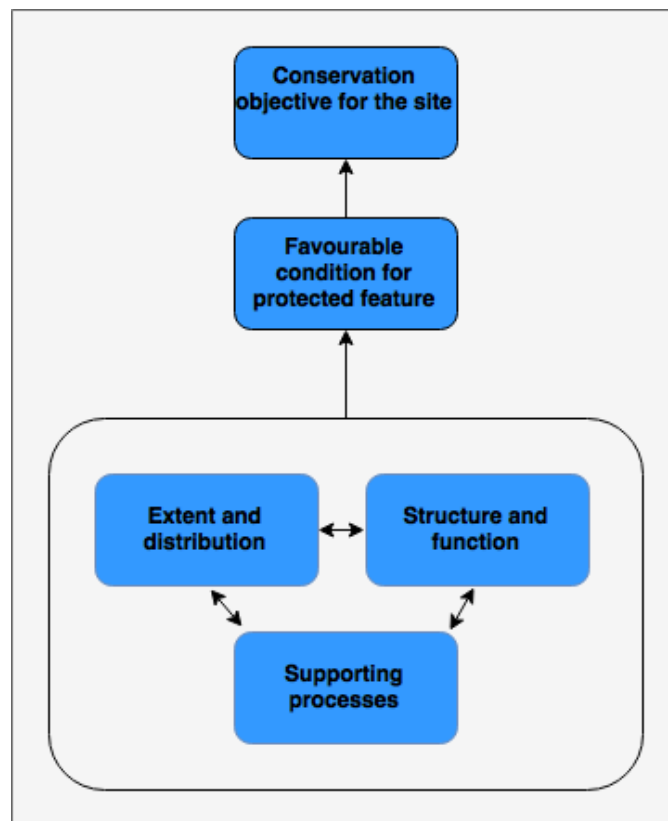 Conservation
objective for the site
Favourable
condition for
protected feature
Extent and
distribution
Structure and
function
Supporting
processes